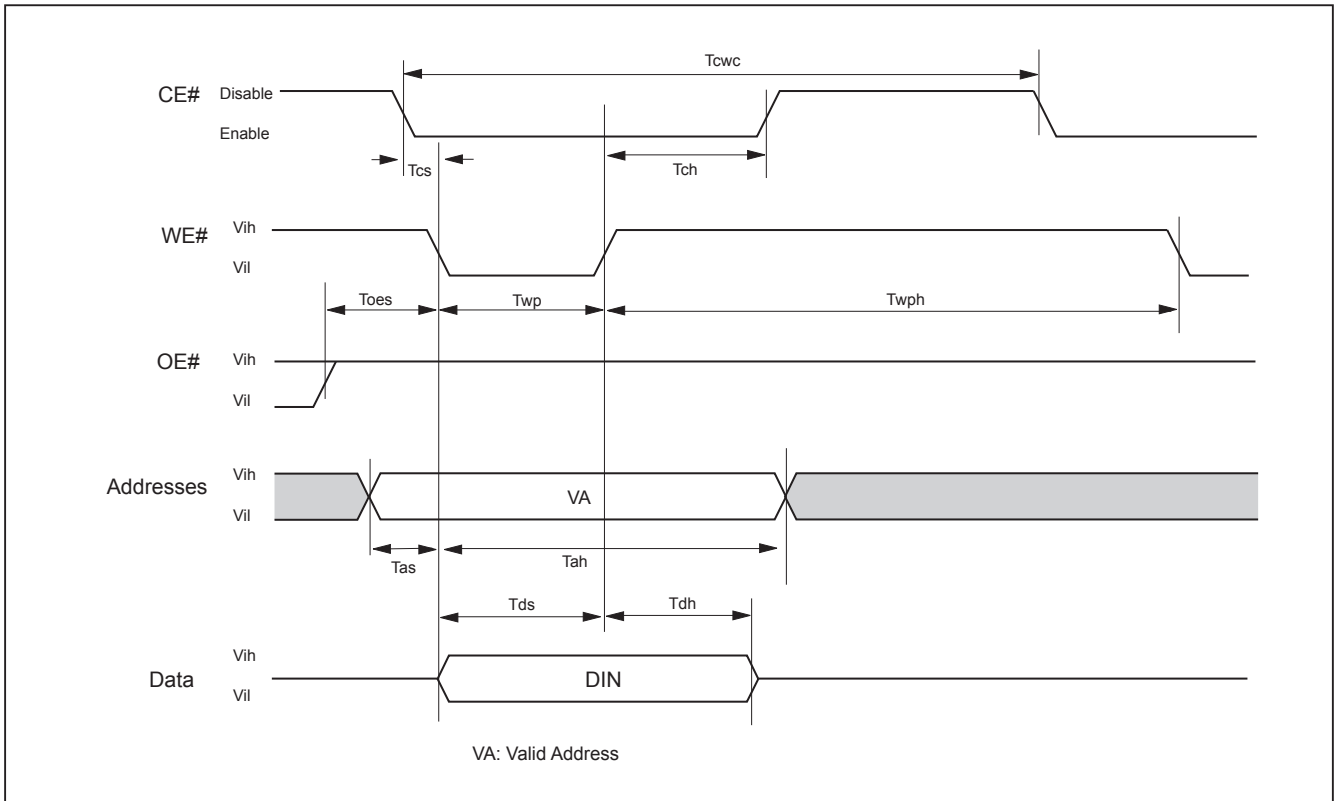 Tcwc
CE# Disable
Enable
Tcs
Tch
WE# Vih
Vil
Toes
Twp
Twph
OE# Vih
Vil
Addresses Vih
Vil
VA
Tas
Tah
Tds
Tdh
Data Vih
Vil
DIN
VA: Valid Address